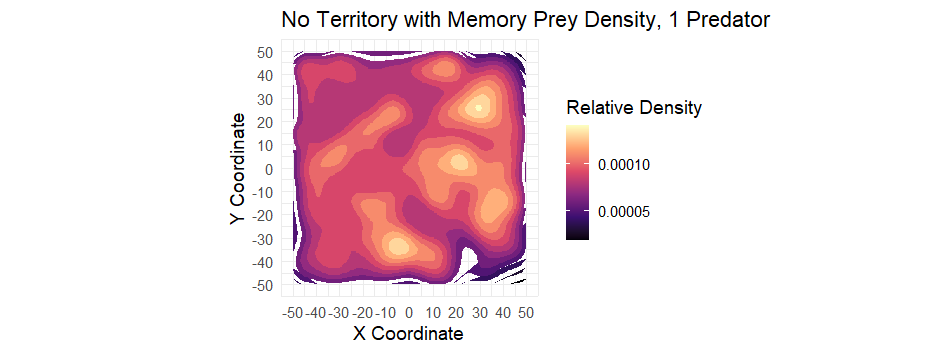 No Territory with Memory Prey Density, 1 Predator
50
40
30
20
10
0
-10
-20
-30
-40
-50
Y Coordinate
-50 -40 -30 -20 -10 0 10 20 30 40 50
X Coordinate
Relative Density
0.00010
0.00005